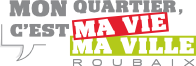 MON QUARTIER,
C'EST MA VIE
MA VILLE
ROUBAIX